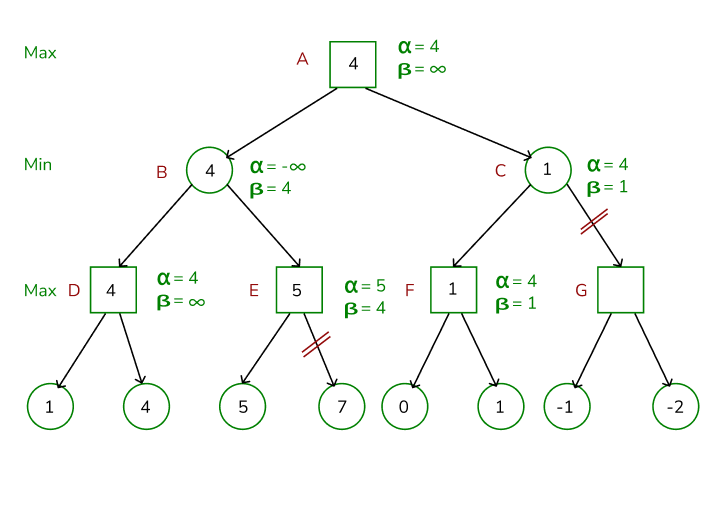 Max
A
4
α = 4
β = ∞
Min
B
4
α = -∞
β = 4
C
1
α = 4
β = 1
Max
D
4
α = 4
β = ∞
E
5
α = 5
β = 4
F
1
α = 4
β = 1
G
1
4
5
7
0
1
-1
-2